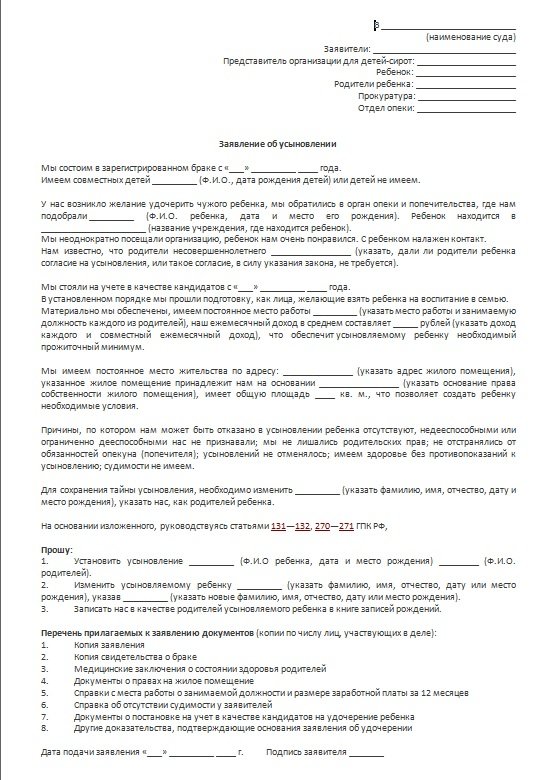 В ____________________________
(наименование суда)
Заявители: ______________________________
Представитель организации для детей-сирот: _____________________
Ребенок: _____________________
Родители ребенка: _____________________
Прокуратура: _____________________
Отдел опеки: _____________________
Заявление об усыновлении
Мы состоим в зарегистрированном браке с «___» _________ ____ года.
Имеем совместных детей _________ (Ф.И.О., дата рождения детей) или детей не имеем.
У нас возникло желание удочерить чужого ребенка, мы обратились в орган опеки и попечительства, где нам
подобрали _________ (Ф.И.О. ребенка, дата и место его рождения). Ребенок находится в
______________________ (название учреждения, где находится ребенок).
Мы неоднократно посещали организацию, ребенок нам очень понравился. С ребенком налажен контакт.
Нам известно, что родители несовершеннолетнего ________________ (указать, дали ли родители ребенка
согласие на усыновления, или такое согласие, в силу указания закона, не требуется).
Мы стояли на учете в качестве кандидатов с «___» _________ ____ года.
В установленном порядке мы прошли подготовку, как лица, желающие взять ребенка на воспитание в семью.
Материально мы обеспечены, имеем постоянное место работы _________ (указать место работы и занимаемую
должность каждого из родителей), наш ежемесячный доход в среднем составляет _____ рублей (указать доход
каждого и совместный ежемесячный доход), что обеспечит усыновляемому ребенку необходимый
прожиточный минимум.
Мы имеем постоянное место жительства по адресу: ______________ (указать адрес жилого помещения),
указанное жилое помещение принадлежит нам на основании ________________ (указать основание права
собственности жилого помещения), имеет общую площадь ____ кв. м., что позволяет создать ребенку
необходимые условия.
Причины, по котором нам может быть отказано в усыновлении ребенка отсутствуют, недееспособными или
ограниченно дееспособными нас не признавали; мы не лишались родительских прав; не отстранялись от
обязанностей опекуна (попечителя); усыновлений не отменялось; имеем здоровье без противопоказаний к
усыновлению; судимости не имеем.
Для сохранения тайны усыновления, необходимо изменить _________ (указать фамилию, имя, отчество, дату и
место рождения), указать нас, как родителей ребенка.
На основании изложенного, руководствуясь статьями 131—132, 270—271 ГПК РФ,
Прошу:
1. Установить усыновление _________ (Ф.И.О ребенка, дата и место рождения) ________ (Ф.И.О.
родителей).
2. Изменить усыновляемому ребенку _________ (указать фамилию, имя, отчество, дату или место
рождения), указав _________ (указать новые фамилию, имя, отчество, дату или место рождения).
3. Записать нас в качестве родителей усыновляемого ребенка в книге записей рождений.
Перечень прилагаемых к заявлению документов (копии по числу лиц, участвующих в деле):
1. Копия заявления
2. Копия свидетельства о браке
3. Медицинские заключения о состоянии здоровья родителей
4. Документы о правах на жилое помещение
5. Справки с места работы о занимаемой должности и размере заработной платы за 12 месяцев
6. Справка об отсутствии судимости у заявителей
7. Документы о постановке на учет в качестве кандидатов на удочерение ребенка
8. Другие доказательства, подтверждающие основания заявления об удочерении
Дата подачи заявления «___» _________ ____ г. Подпись заявителя _______